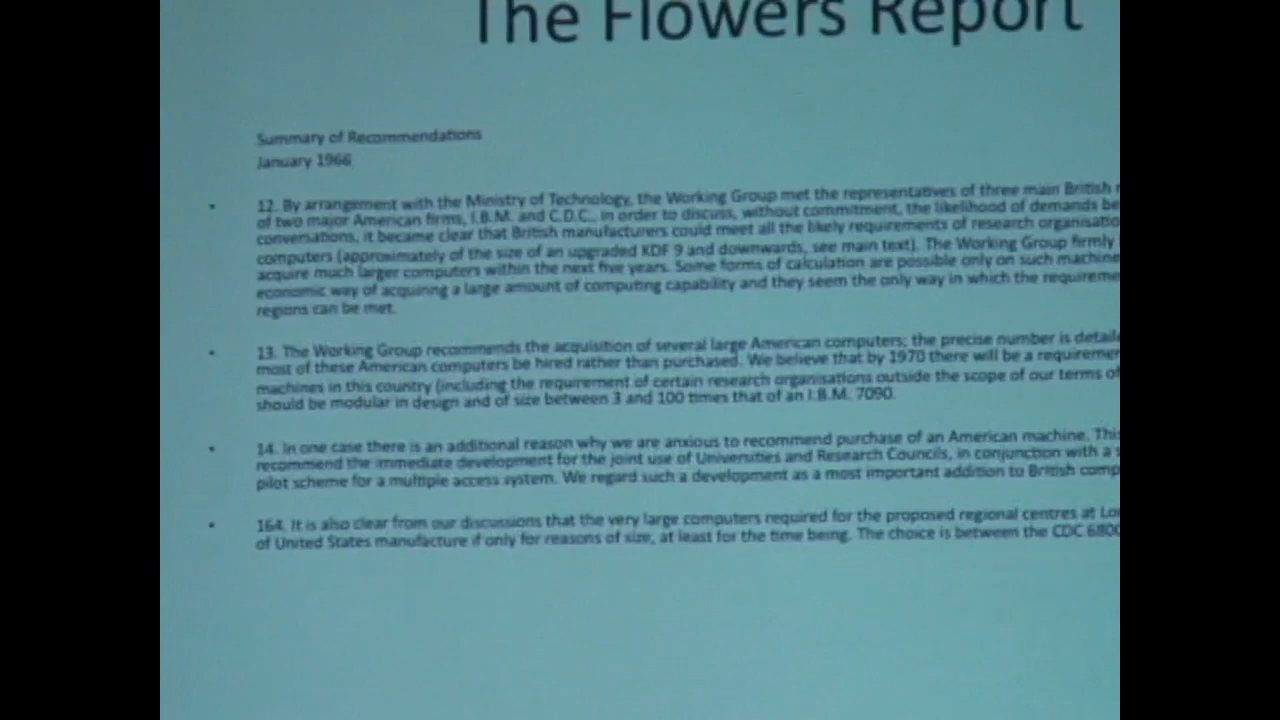 The Flowers Report
Summary of Recommendations
January 1966
• 12. By arrangement with the Ministry of Technology, the Working Group met the representatives of three main British
of two major American firms, I.B.M. and C.D.C., in order to discuss, without commitment, the likelihood of demands be
conversations, it became clear that British manufacturers could meet all the likely requirements of research organisatio
computers (approximately of the size of an upgraded KDF 9 and downwards, see main text). The Working Group firmly
acquire much larger computers within the next five years. Some forms of calculation are possible only on such machine
economic way of acquiring a large amount of computing capability and they seem the only way in which the requireme
regions can be met.
• 13. The Working Group recommends the acquisition of several large American computers; the precise number is detaile
most of these American computers be hired rather than purchased. We believe that by 1970 there will be a requiremen
machines in this country (including the requirement of certain research organisations outside the scope of our terms of
should be modular in design and of size between 3 and 100 times that of an I.B.M. 7090.
• 14. In one case there is an additional reason why we are anxious to recommend purchase of an American machine. This
recommend the immediate development for the joint use of Universities and Research Councils, in conjunction with a s
pilot scheme for a multiple access system. We regard such a development as a most important addition to British comp
• 164. It is also clear from our discussions that the very large computers required for the proposed regional centres at Lo
of United States manufacture if only for reasons of size, at least for the time being. The choice is between the CDC 6800